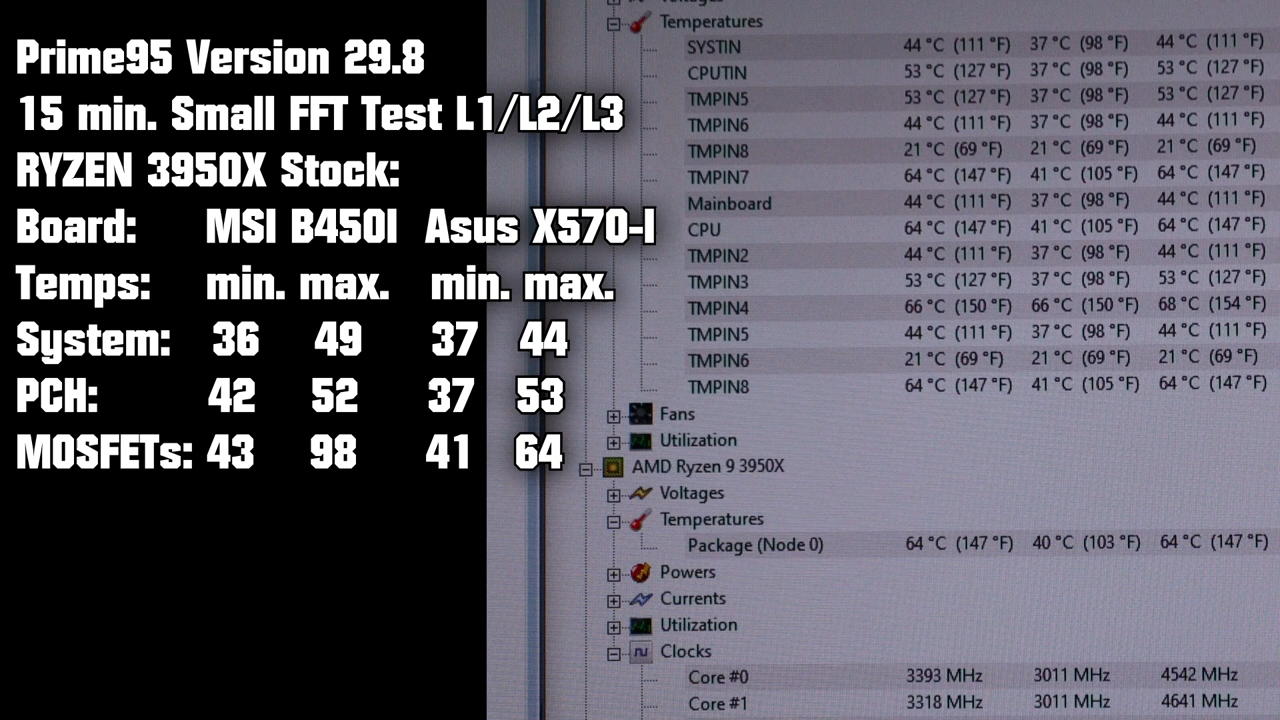 Prime95 Version 29.8
15 min. Small FFT Test L1/L2/L3
RYZEN 3950X Stock:
Board: MSI B450I Asus X570-I
Temps: min. max. min. max.
System: 36 49 37 44
PCH: 42 52 37 53
MOSFETs: 43 98 41 64
Temperatures
SYSTIN 44 °C (111 °F) 37 °C (98 °F) 44 °C (111 °F)
CPUTIN 53 °C (127 °F) 37 °C (98 °F) 53 °C (127 °F)
TMPIN5 53 °C (127 °F) 37 °C (98 °F) 53 °C (127 °F)
TMPIN6 44 °C (111 °F) 37 °C (98 °F) 44 °C (111 °F)
TMPIN8 21 °C (69 °F) 21 °C (69 °F) 21 °C (69 °F)
TMPIN7 64 °C (147 °F) 41 °C (105 °F) 64 °C (147 °F)
Mainboard 44 °C (111 °F) 37 °C (98 °F) 44 °C (111 °F)
CPU 64 °C (147 °F) 41 °C (105 °F) 64 °C (147 °F)
TMPIN2 44 °C (111 °F) 37 °C (98 °F) 44 °C (111 °F)
TMPIN3 53 °C (127 °F) 37 °C (98 °F) 53 °C (127 °F)
TMPIN4 66 °C (150 °F) 66 °C (150 °F) 68 °C (154 °F)
TMPIN5 44 °C (111 °F) 37 °C (98 °F) 44 °C (111 °F)
TMPIN6 21 °C (69 °F) 21 °C (69 °F) 21 °C (69 °F)
TMPIN8 64 °C (147 °F) 41 °C (105 °F) 64 °C (147 °F)
Fans
Utilization
AMD Ryzen 9 3950X
Voltages
Temperatures
Package (Node 0) 64 °C (147 °F) 40 °C (103 °F) 64 °C (147 °F)
Powers
Currents
Utilization
Clocks
Core #0 3393 MHz 3011 MHz 4542 MHz
Core #1 3318 MHz 3011 MHz 4641 MHz